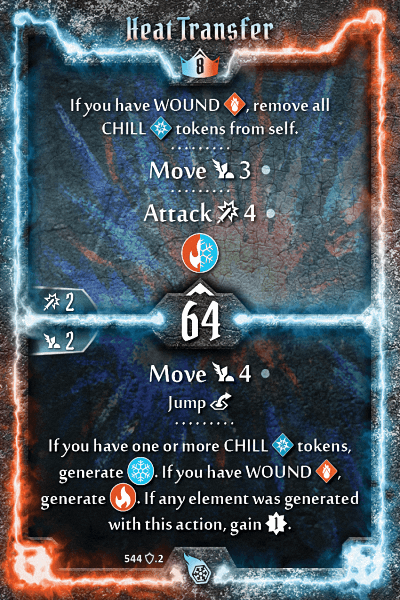 Heat Transfer
8
If you have WOUND, remove all
CHILL tokens from self.
Move 3
Attack 4
2
64
2
Move 4
Jump
If you have one or more CHILL tokens,
generate. If you have WOUND,
generate. If any element was generated
with this action, gain.
544 .2